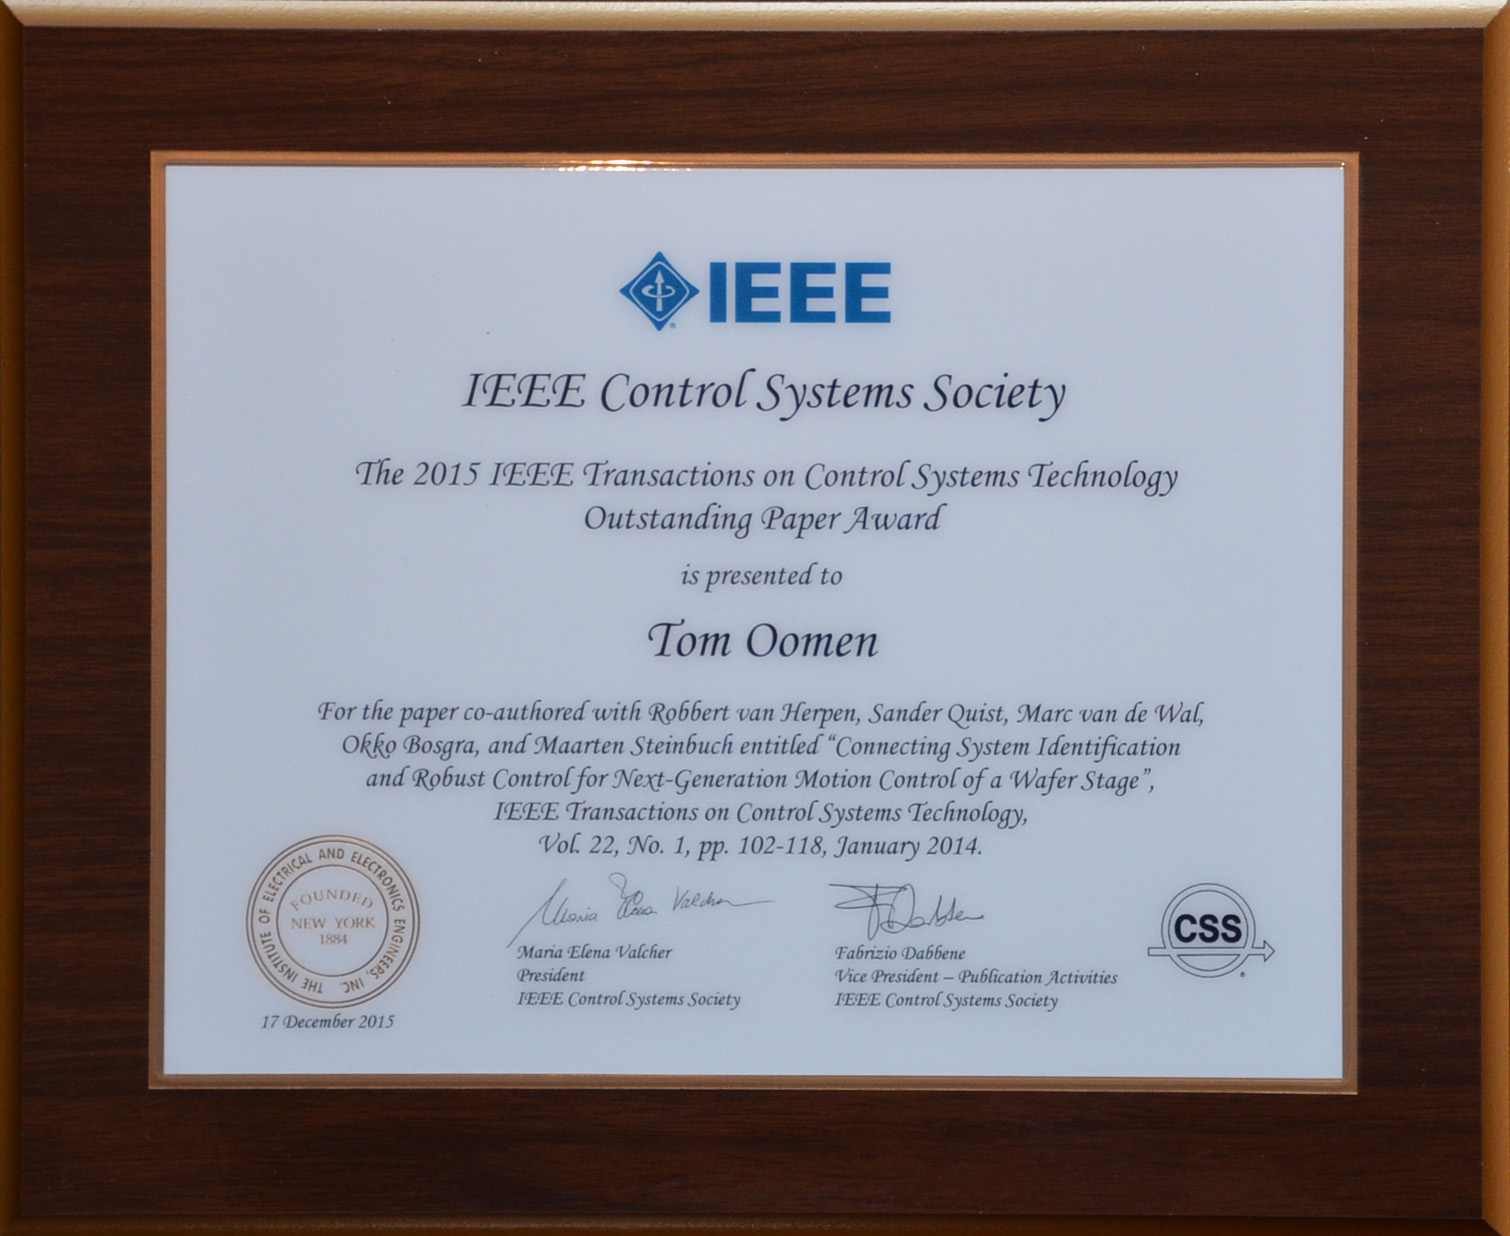 IEEE
IEEE Control Systems Society
The 2015 IEEE Transactions on Control Systems Technology
Outstanding Paper Award
is presented to
Tom Oomen
For the paper co-authored with Robbert van Herpen, Sander Quist, Marc van de Wal,
Okko Bosgra, and Maarten Steinbuch entitled “Connecting System Identification
and Robust Control for Next-Generation Motion Control of a Wafer Stage”,
IEEE Transactions on Control Systems Technology,
Vol. 22, No. 1, pp. 102-118, January 2014.
THE INSTITUTE OF ELECTRICAL AND ELECTRONICS ENGINEERS, INC.
FOUNDED
NEW YORK
1884
17 December 2015
Maria Elena Valcher
Maria Elena Valcher
President
IEEE Control Systems Society
F Dabbene
Fabrizio Dabbene
Vice President – Publication Activities
IEEE Control Systems Society
CSS